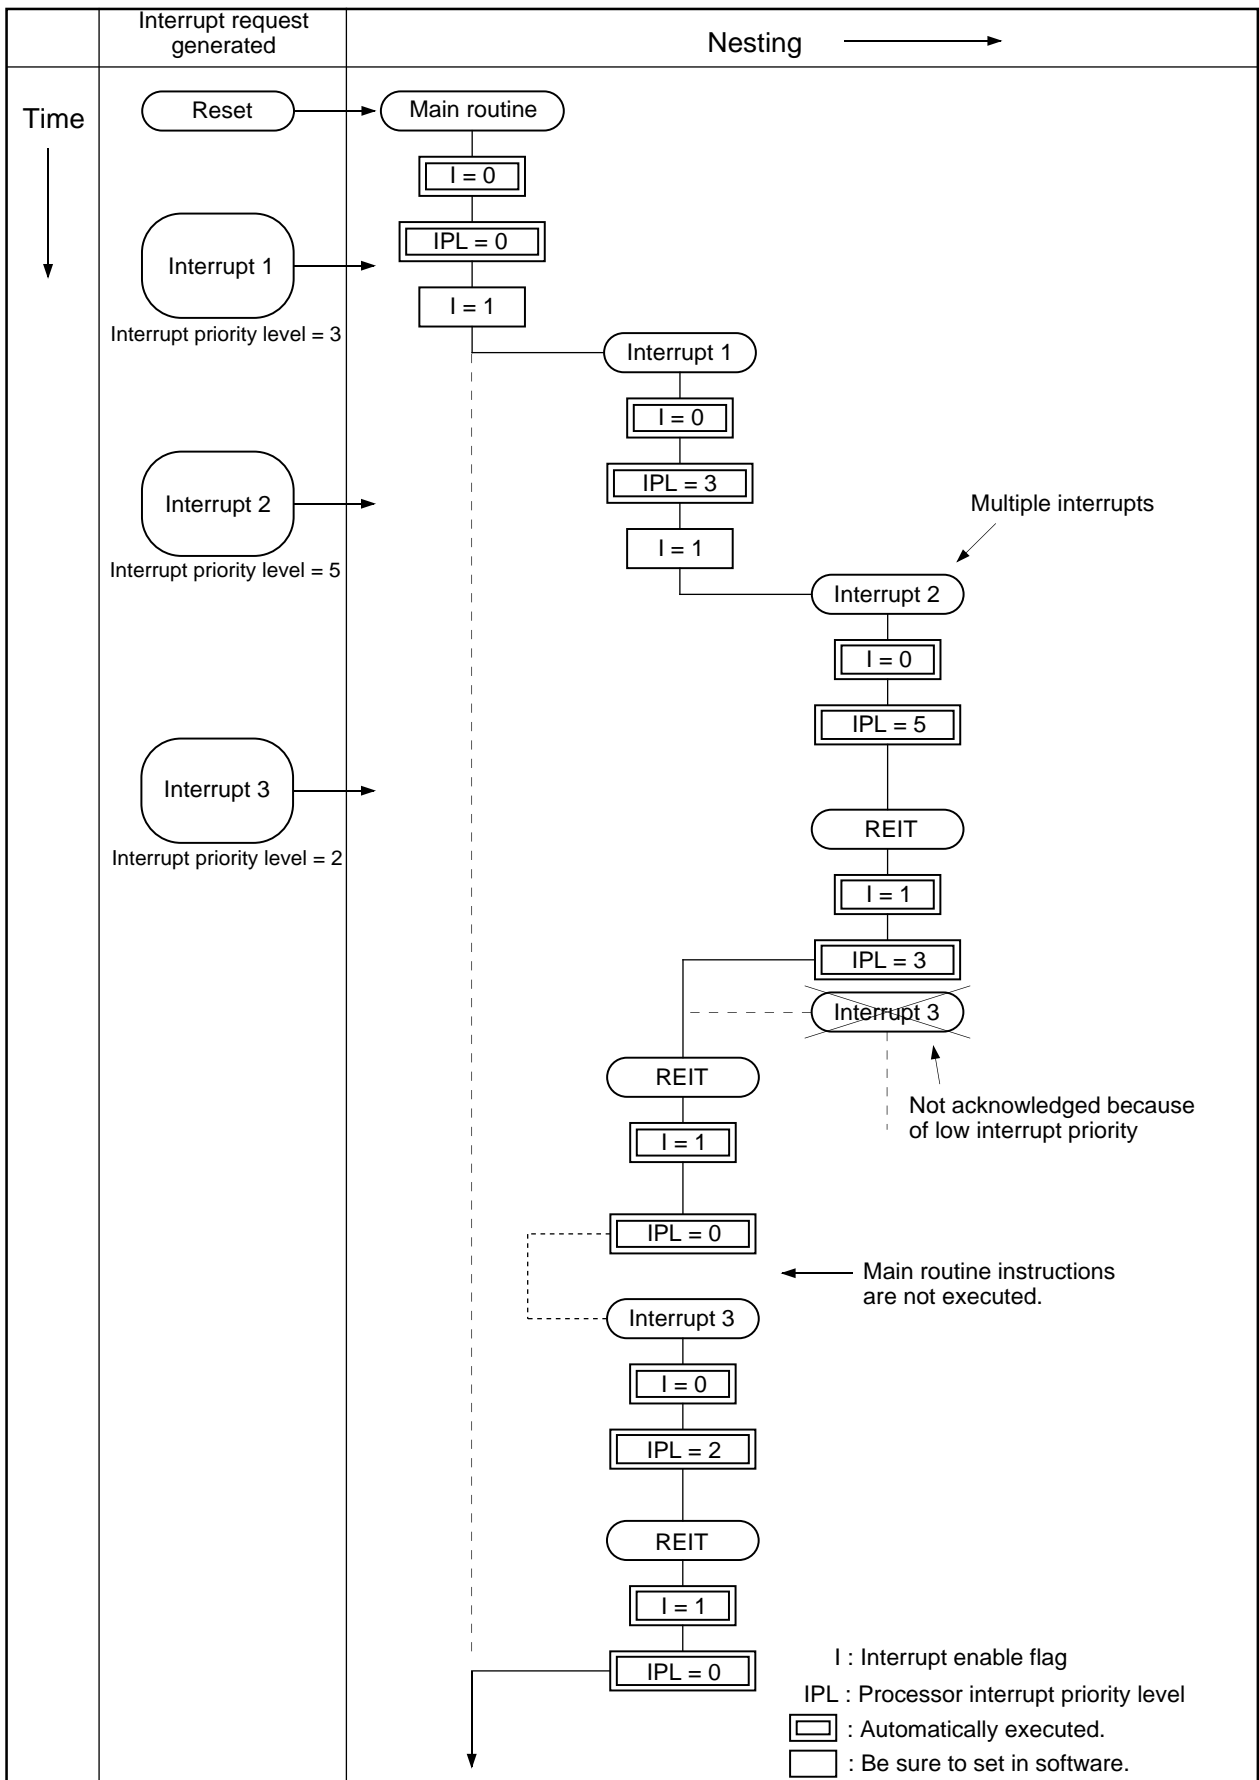 Interrupt request
generated
Nesting
Time
Reset
Main routine
I = 0
IPL = 0
Interrupt 1
I = 1
Interrupt priority level = 3
Interrupt 1
I = 0
IPL = 3
Interrupt 2
Multiple interrupts
I = 1
Interrupt priority level = 5
Interrupt 2
I = 0
IPL = 5
Interrupt 3
REIT
Interrupt priority level = 2
I = 1
IPL = 3
Interrupt 3
REIT
Not acknowledged because
of low interrupt priority
I = 1
IPL = 0
Main routine instructions
are not executed.
Interrupt 3
I = 0
IPL = 2
REIT
I = 1
IPL = 0
I : Interrupt enable flag
IPL : Processor interrupt priority level
: Automatically executed.
: Be sure to set in software.